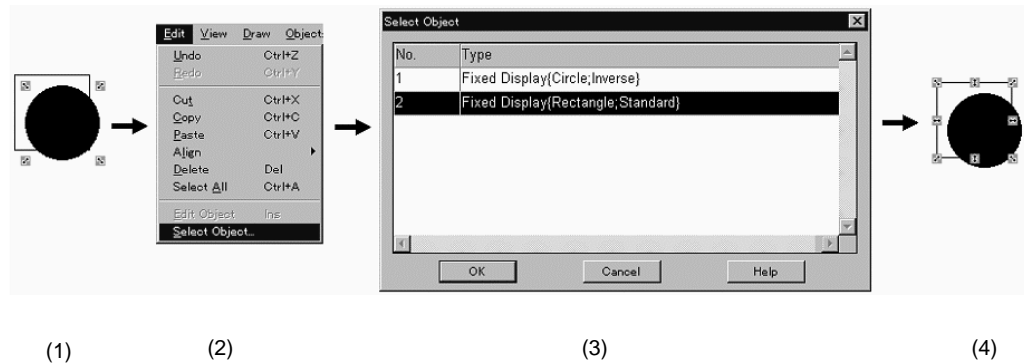 Edit View Draw Object
Undo Ctrl+Z
Redo Ctrl+Y
Cut Ctrl+X
Copy Ctrl+C
Paste Ctrl+V
Align
Delete Del
Select All Ctrl+A
Edit Object Ins
Select Object...
Select Object
No. Type
1 Fixed Display{Circle;Inverse}
2 Fixed Display{Rectangle;Standard}
OK Cancel Help
(1) (2) (3) (4)